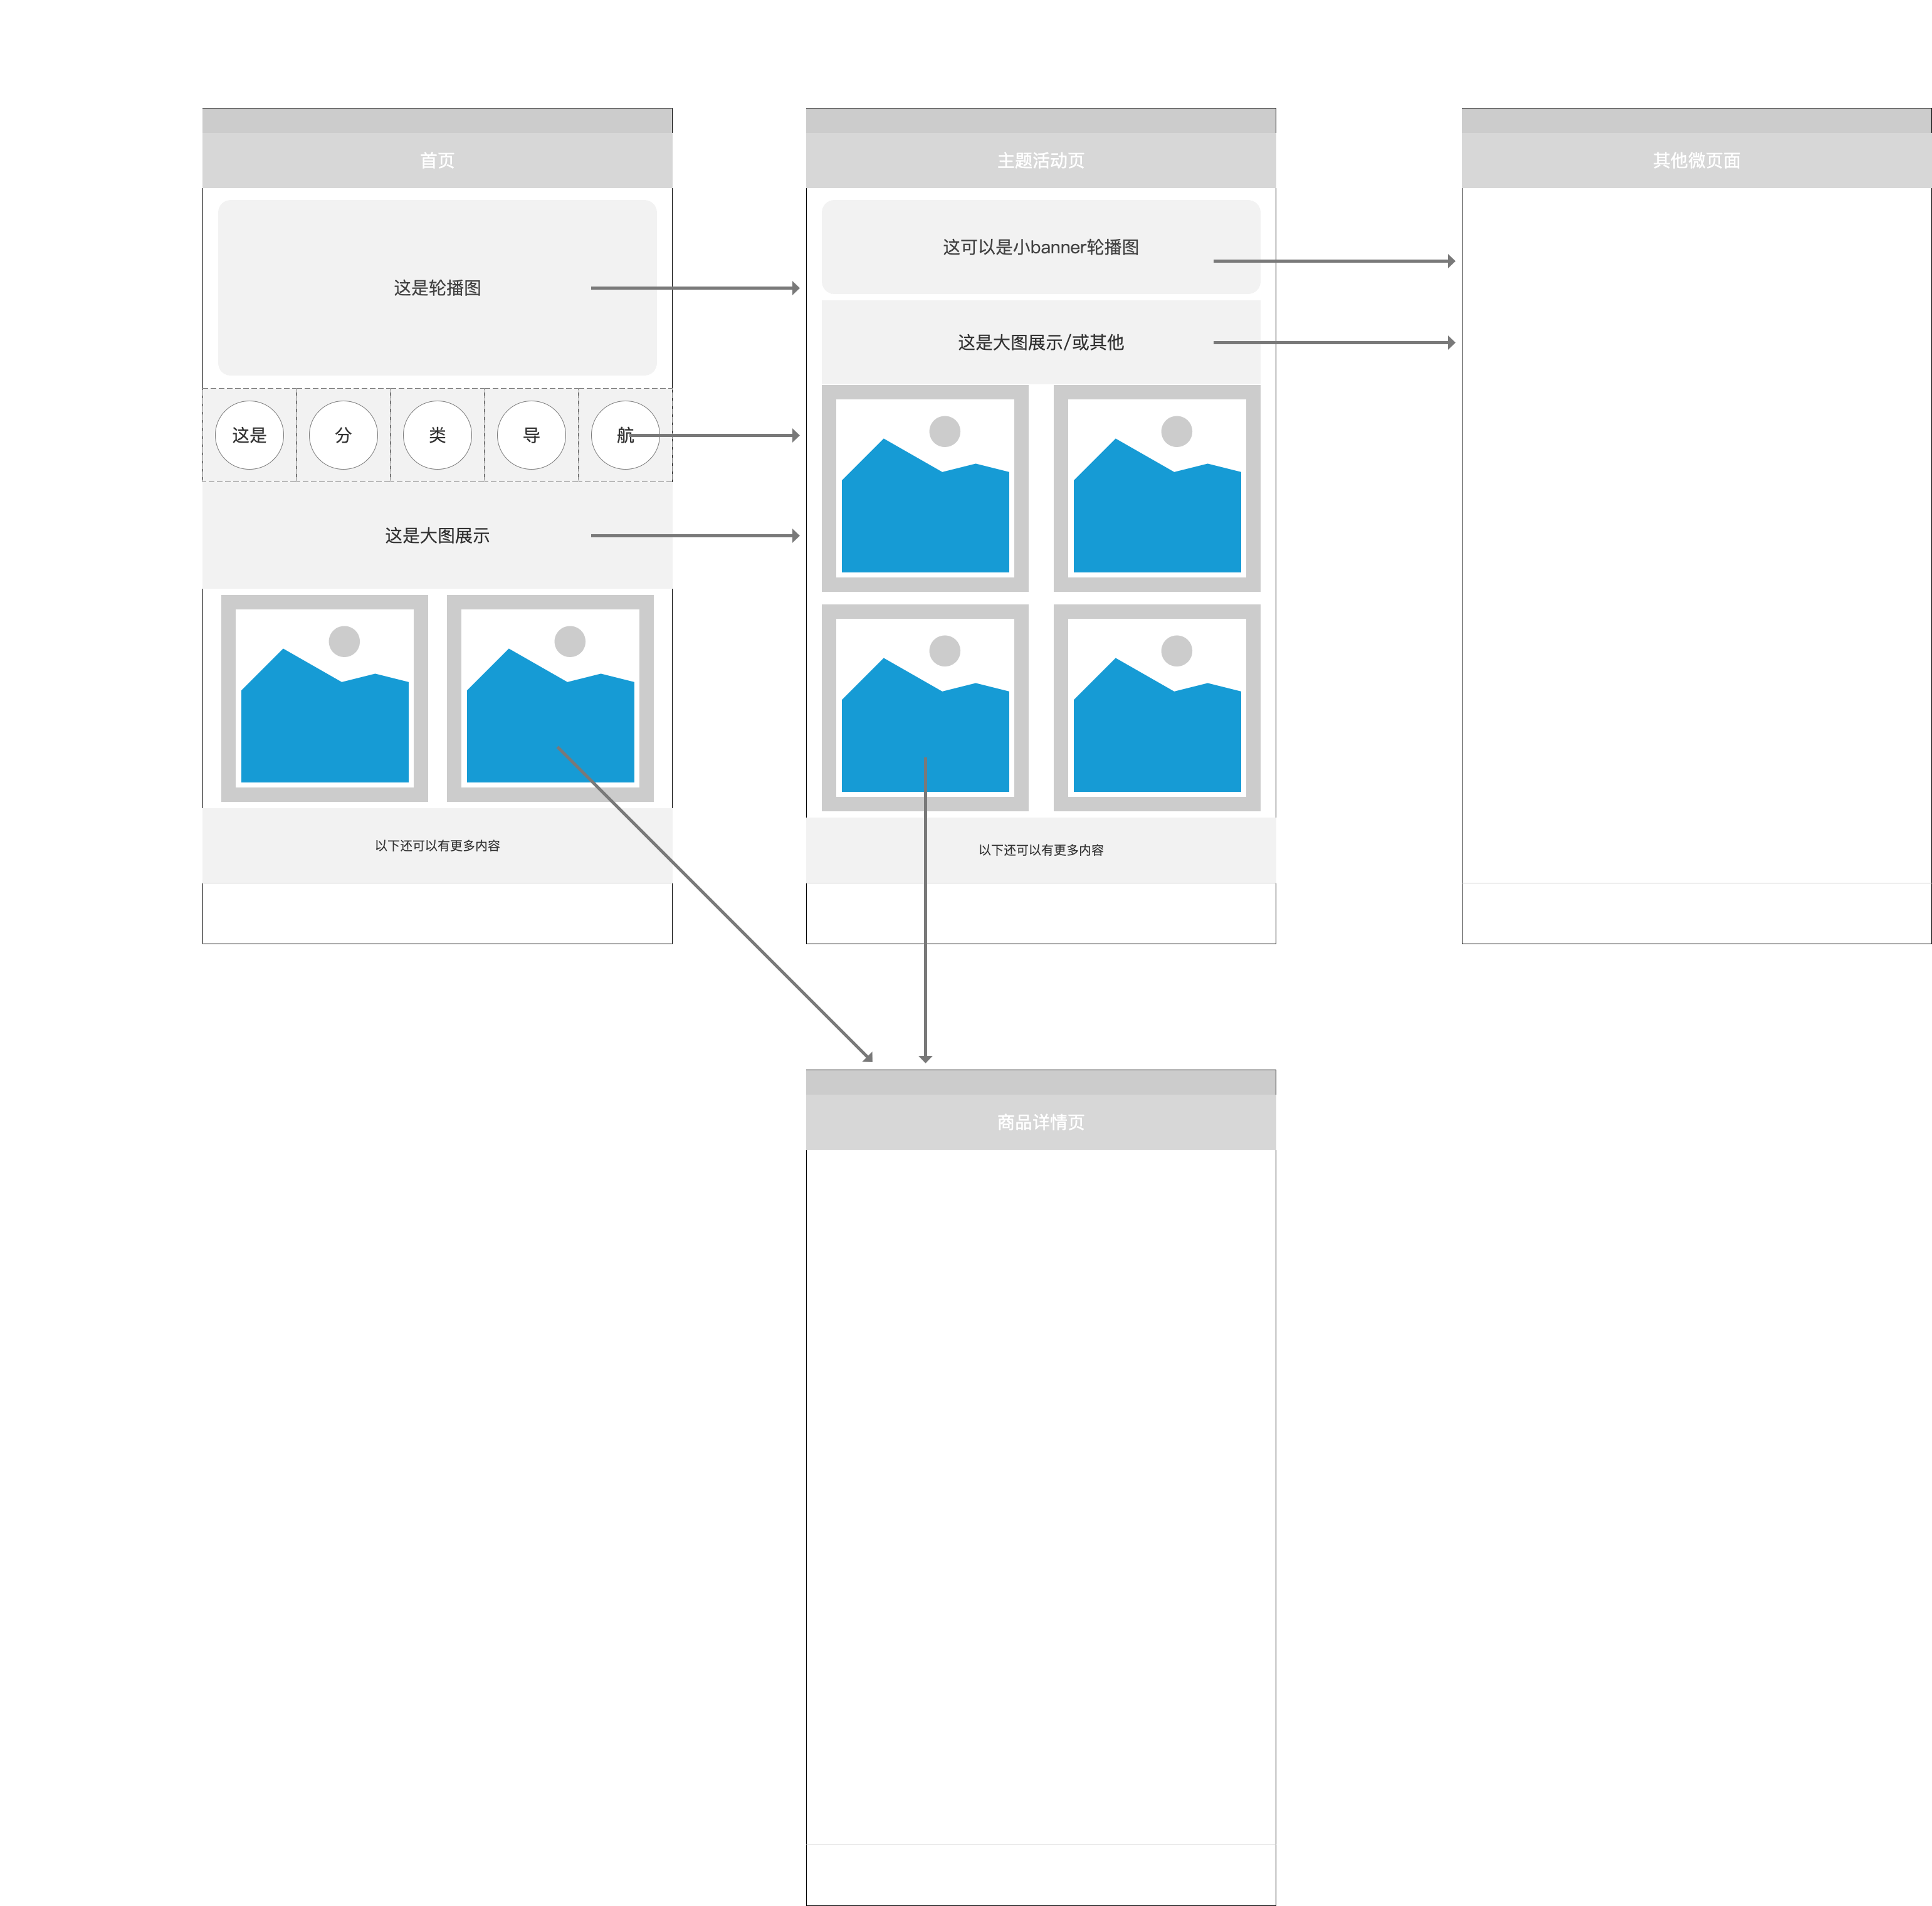 首页
这是轮播图
这是 分 类 导 航
这是大图展示
以下还可以有更多内容
主题活动页
这可以是小banner轮播图
这是大图展示/或其他
以下还可以有更多内容
其他微页面
商品详情页